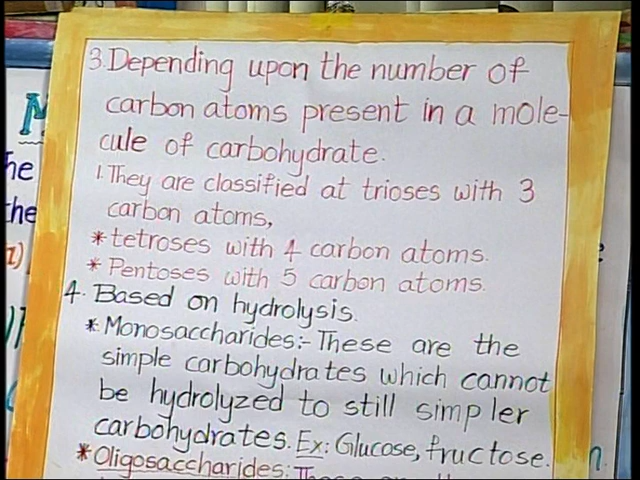 3. Depending upon the number of
carbon atoms present in a mole-
cule of carbohydrate.
1. They are classified at trioses with 3
carbon atoms,
* tetroses with 4 carbon atoms.
* Pentoses with 5 carbon atoms.
4. Based on hydrolysis.
* Monosaccharides:- These are the
simple carbohydrates which cannot
be hydrolyzed to still simpler
carbohydrates. Ex: Glucose, fructose.
* Oligosaccharides:
he
the